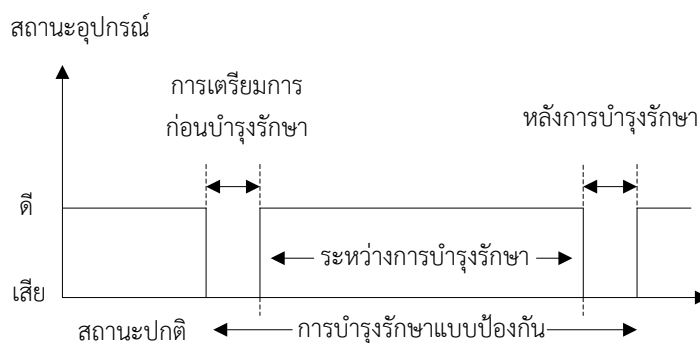 สถานะอุปกรณ์
การเตรียมการ
ก่อนบำรุงรักษา
หลังการบำรุงรักษา
ดี
ระหว่างการบำรุงรักษา
เสีย
สถานะปกติ
การบำรุงรักษาแบบป้องกัน